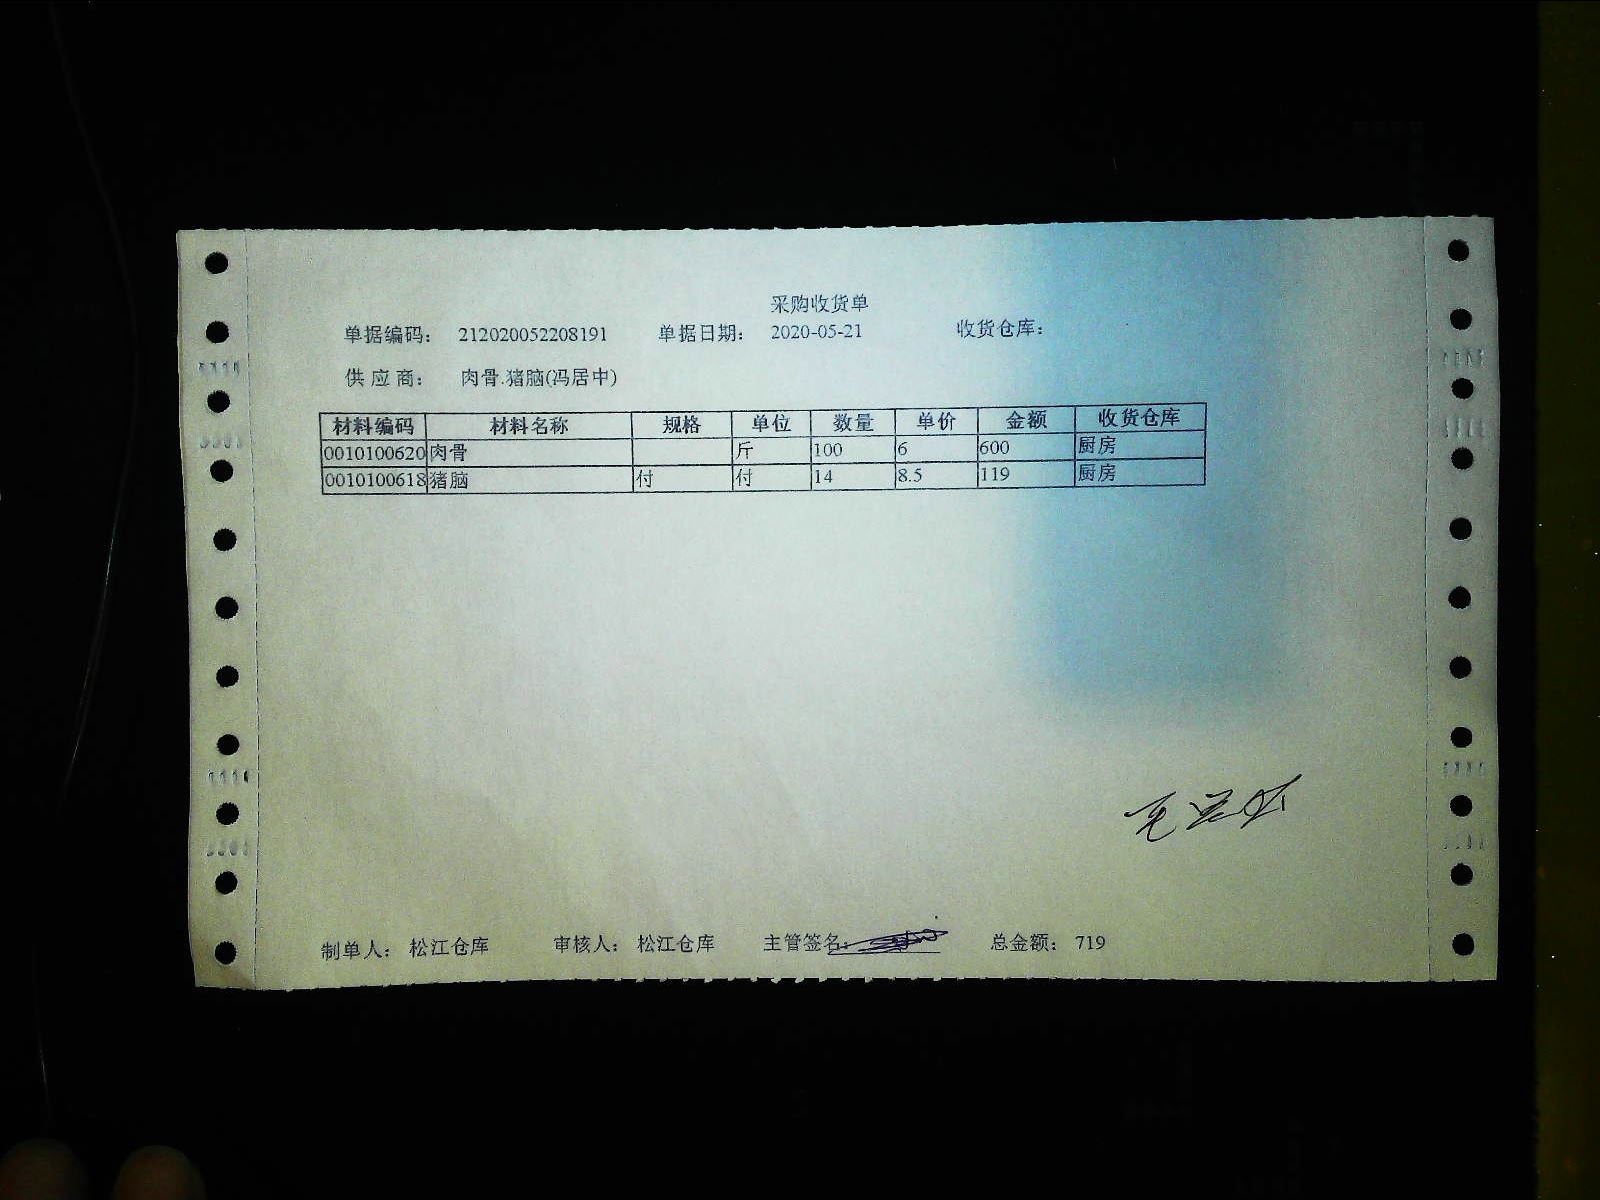 采购收货单
单据编码： 212020052208191 单据日期： 2020-05-21 收货仓库：
供 应 商： 肉骨.猪脑(冯居中)
材料编码 材料名称 规格 单位 数量 单价 金额 收货仓库
0010100620 肉骨 斤 100 6 600 厨房
0010100618 猪脑 付 付 14 8.5 119 厨房
制单人： 松江仓库 审核人： 松江仓库 主管签名： 总金额： 719